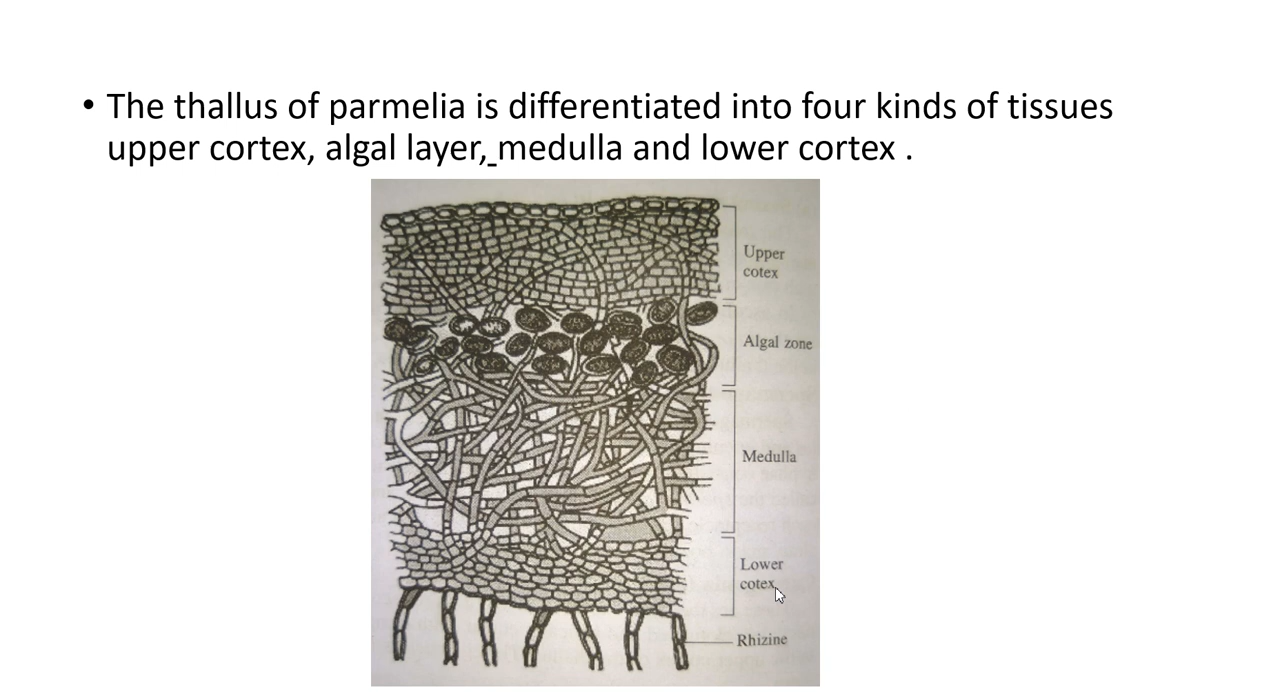 • The thallus of parmelia is differentiated into four kinds of tissues
upper cortex, algal layer, medulla and lower cortex .
Upper
cotex
Algal zone
Medulla
Lower
cotex
Rhizine